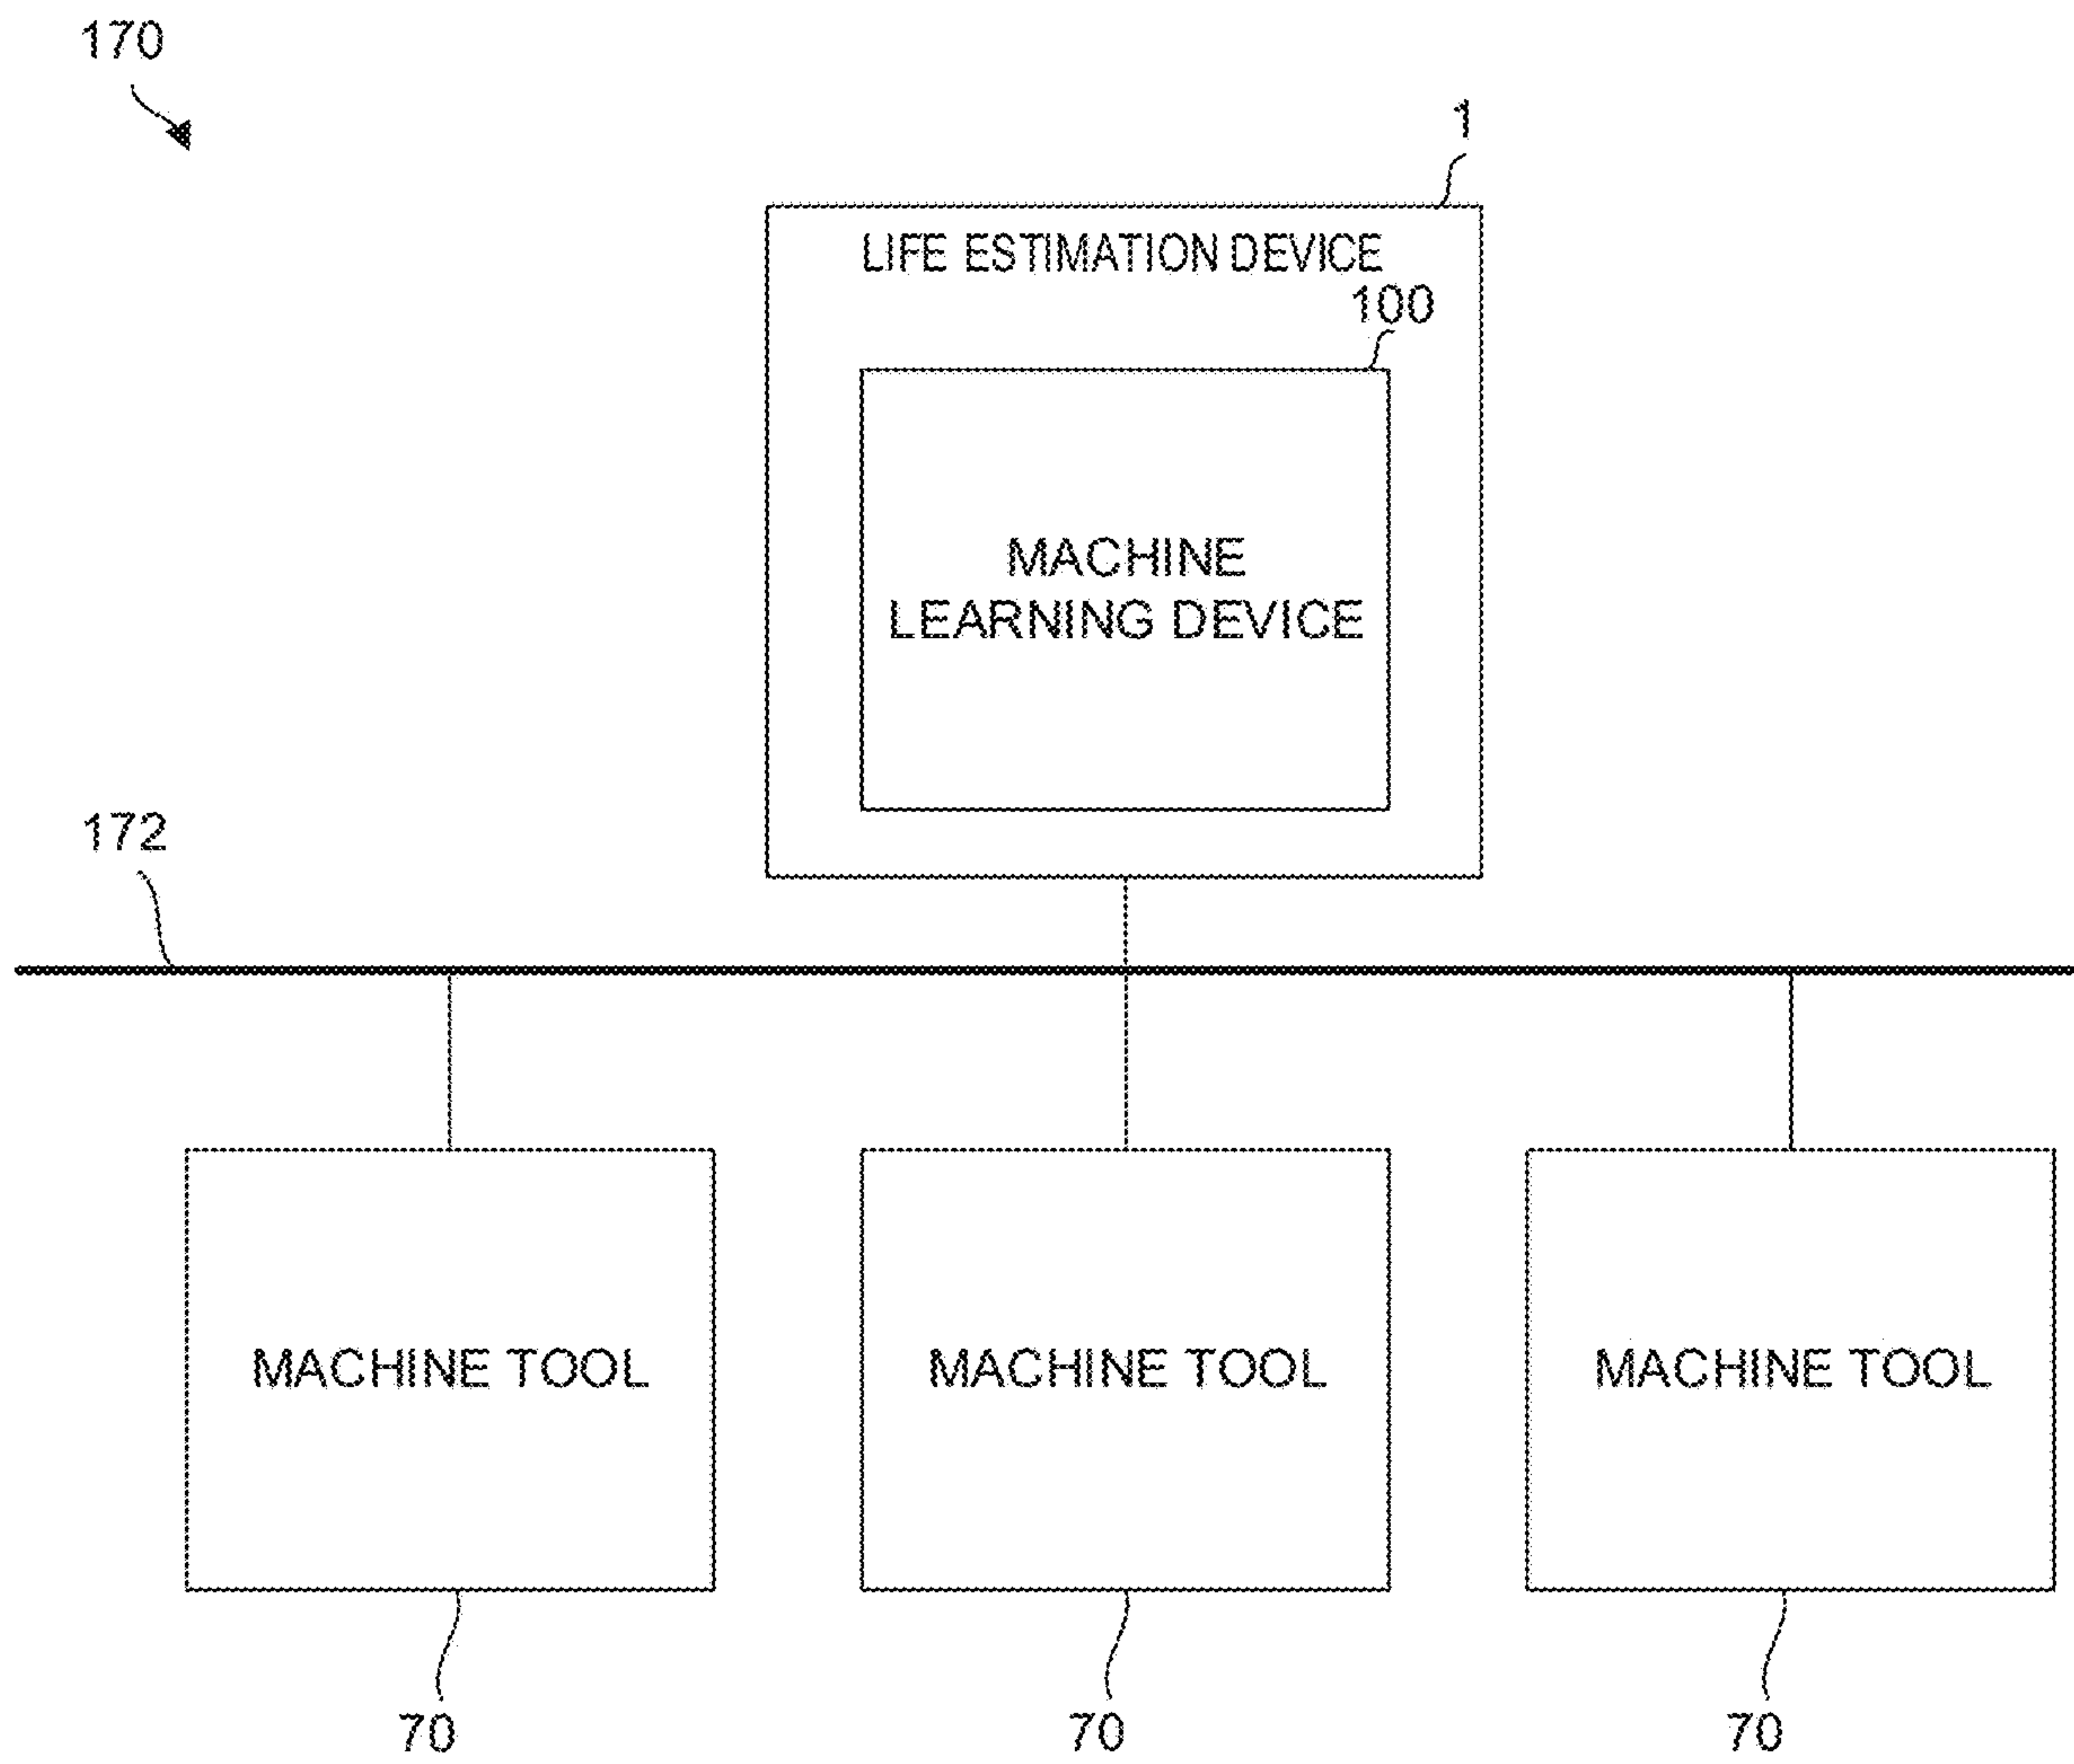 170
1
LIFE ESTIMATION DEVICE
100
MACHINE
LEARNING DEVICE
172
MACHINE TOOL
MACHINE TOOL
MACHINE TOOL
70
70
70